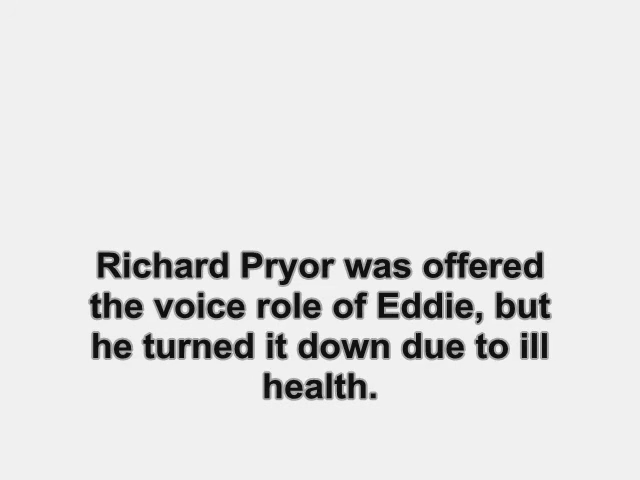 Richard Pryor was offered
the voice role of Eddie, but
he turned it down due to ill
health.